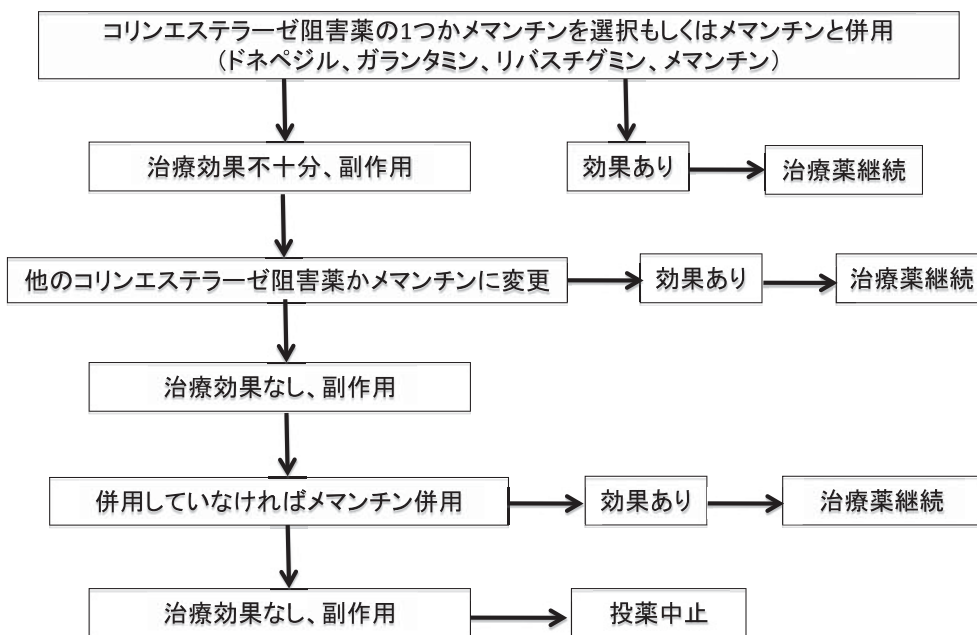 コリンエステラーゼ阻害薬の1つかメマンチンを選択もしくはメマンチンと併用
(ドネペジル、ガランタミン、リバスチグミン、メマンチン)
治療効果不十分、副作用
効果あり
治療薬継続
他のコリンエステラーゼ阻害薬かメマンチンに変更
効果あり
治療薬継続
治療効果なし、副作用
併用していなければメマンチン併用
効果あり
治療薬継続
治療効果なし、副作用
投薬中止